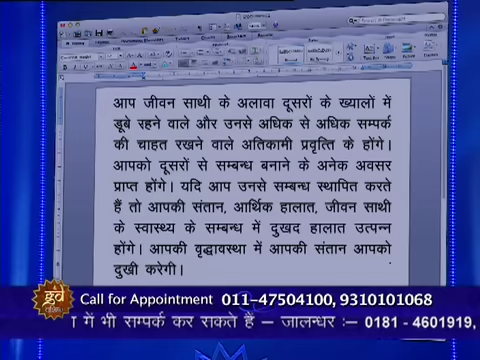 आप जीवन साथी के अलावा दूसरों के ख्यालों में
डूबे रहने वाले और उनसे अधिक से अधिक सम्पर्क
की चाहत रखने वाले अतिकामी प्रवृत्ति के होंगे।
आपको दूसरों से सम्बन्ध बनाने के अनेक अवसर
प्राप्त होंगे। यदि आप उनसे सम्बन्ध स्थापित करते
हैं तो आपकी संतान, आर्थिक हालात, जीवन साथी
के स्वास्थ्य के सम्बन्ध में दुखद हालात उत्पन्न
होंगे। आपकी वृद्धावस्था में आपकी संतान आपको
दुखी करेगी।
gd
Call for Appointment 011-47504100, 9310101068
में भी सम्पर्क कर सकते हैं – जालन्धर :– 0181 - 4601919,